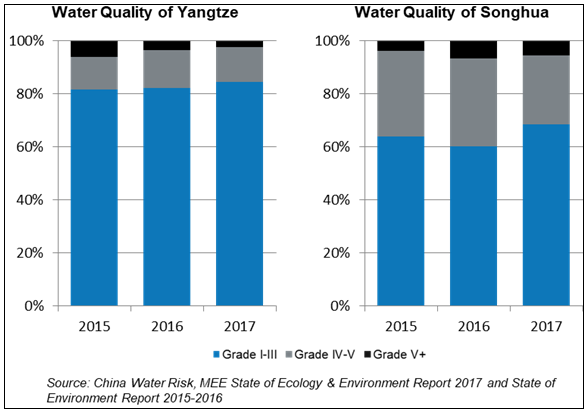 Water Quality of Yangtze
100%
80%
60%
40%
20%
0%
2015 2016 2017
Water Quality of Songhua
100%
80%
60%
40%
20%
0%
2015 2016 2017
Grade I-III Grade IV-V Grade V+
Source: China Water Risk, MEE State of Ecology & Environment Report 2017 and State of
Environment Report 2015-2016